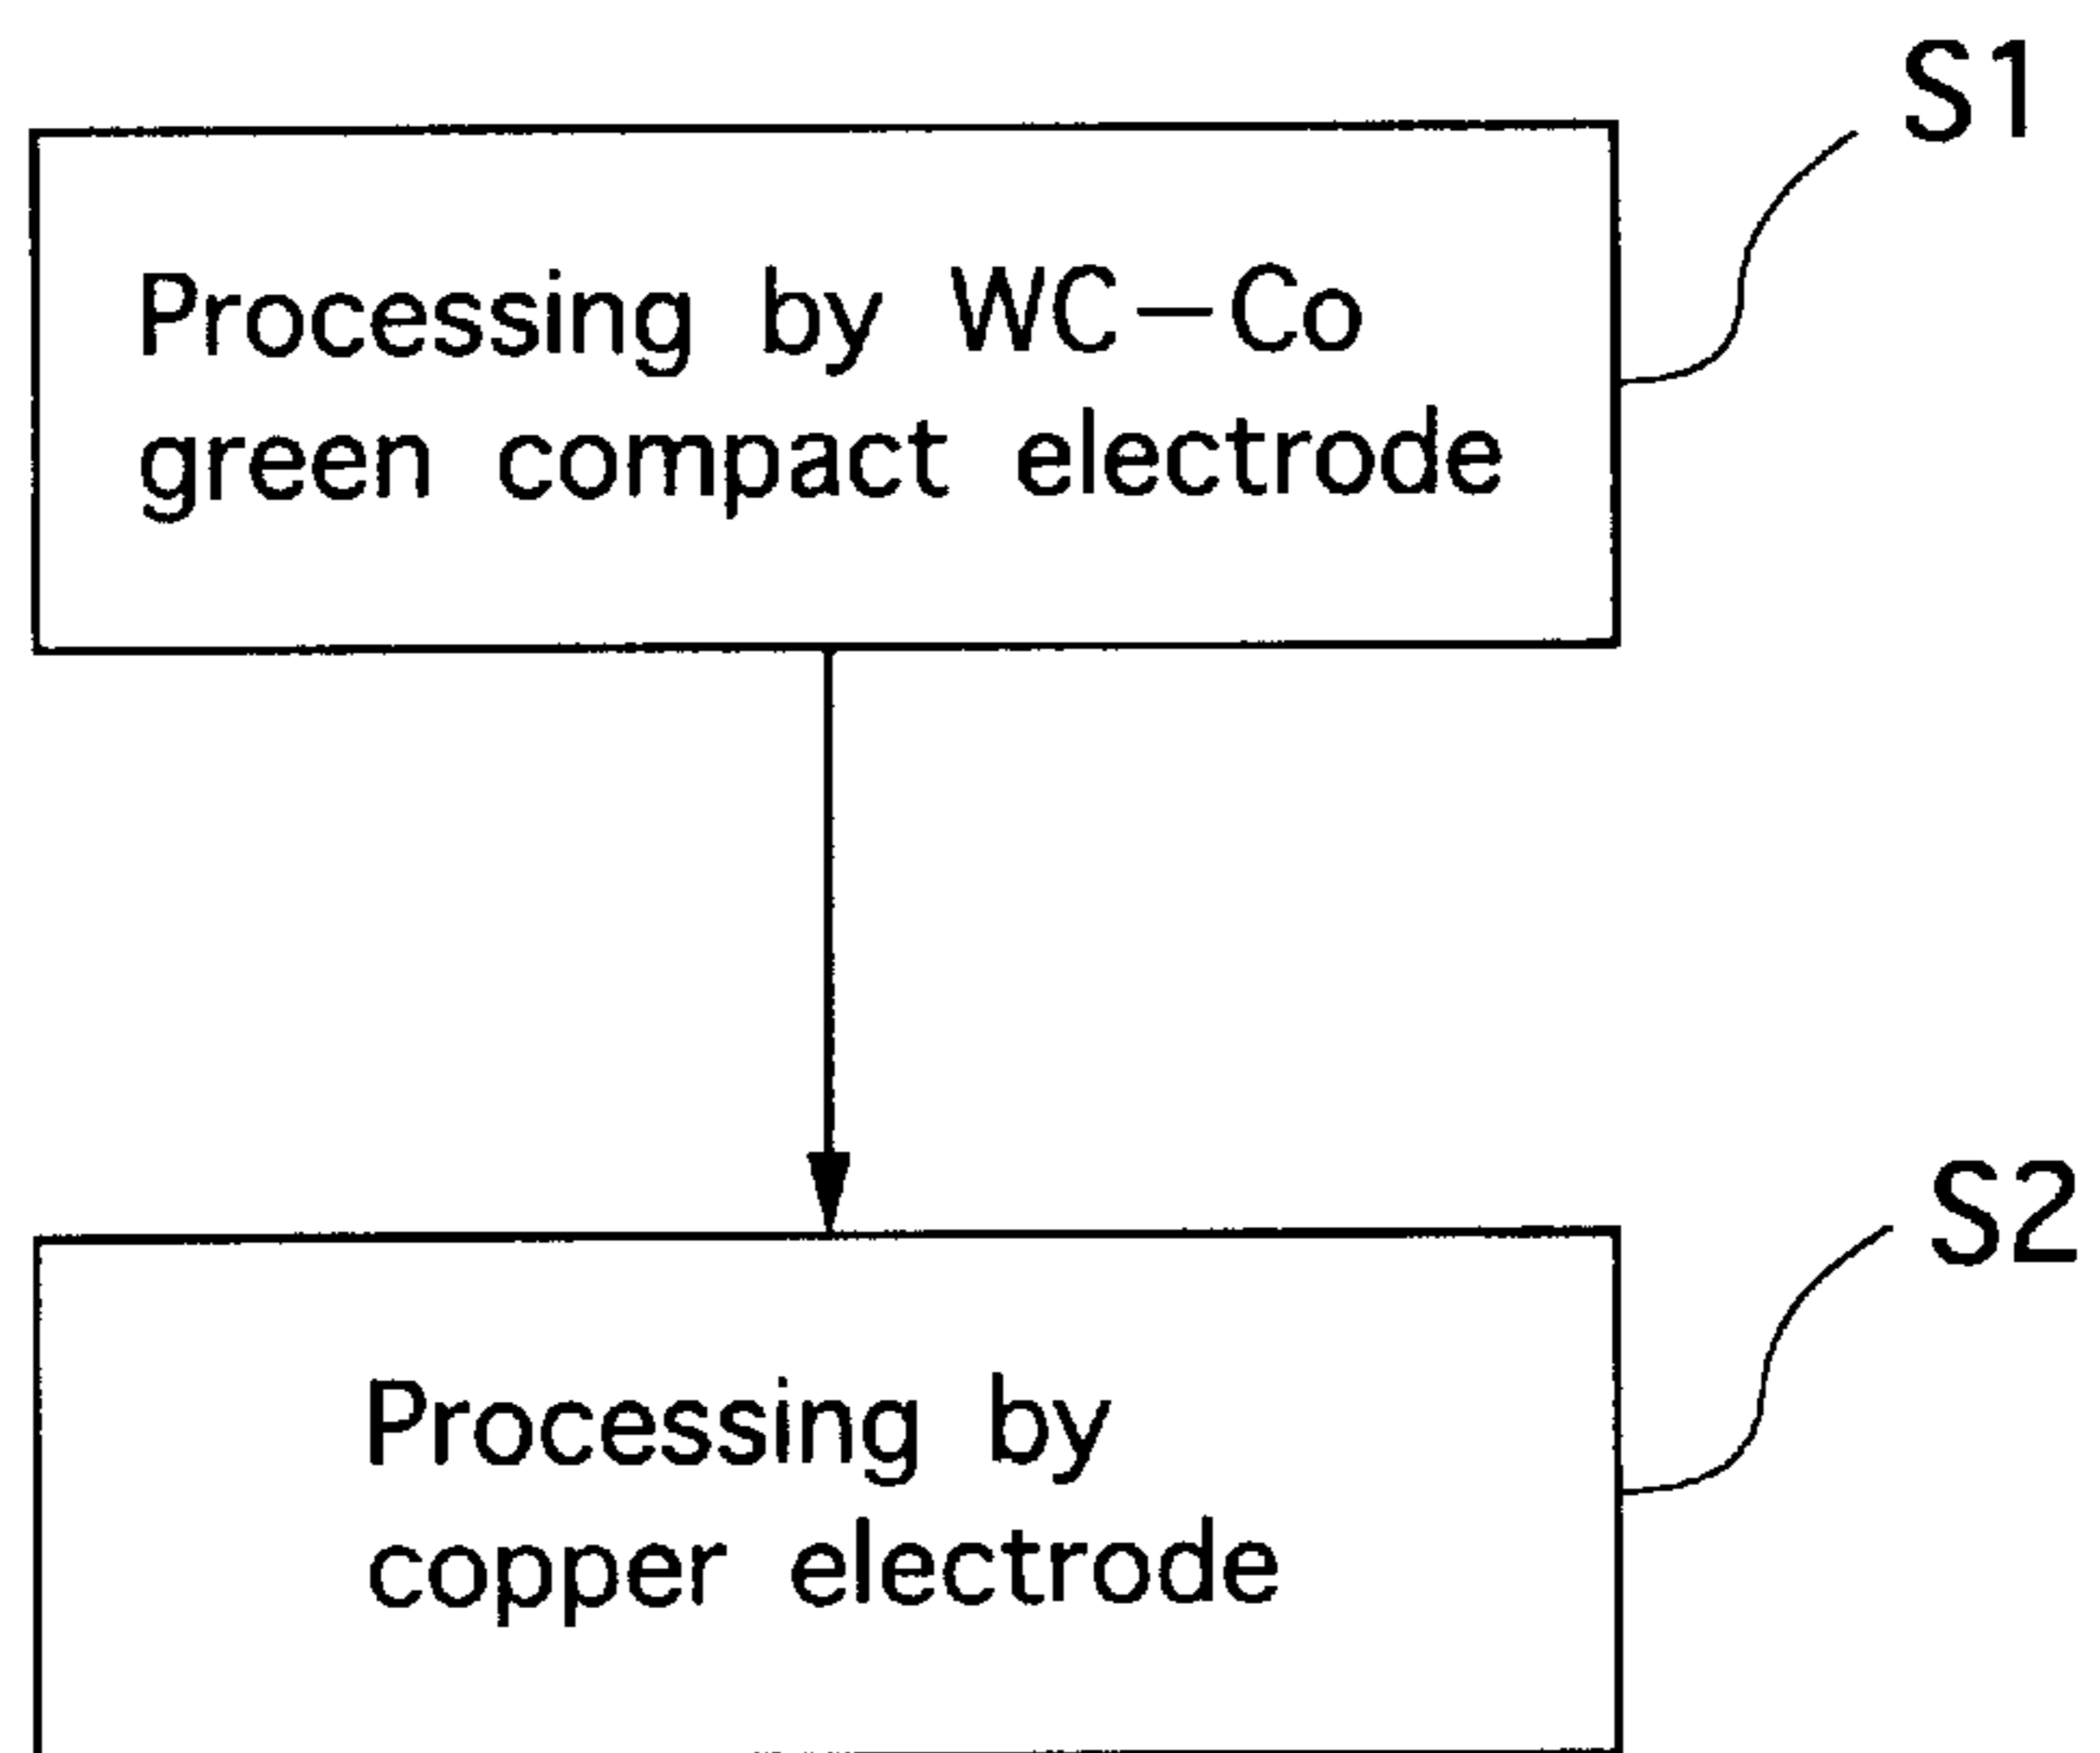 S1
Processing by WC-Co
green compact electrode
S2
Processing by
copper electrode